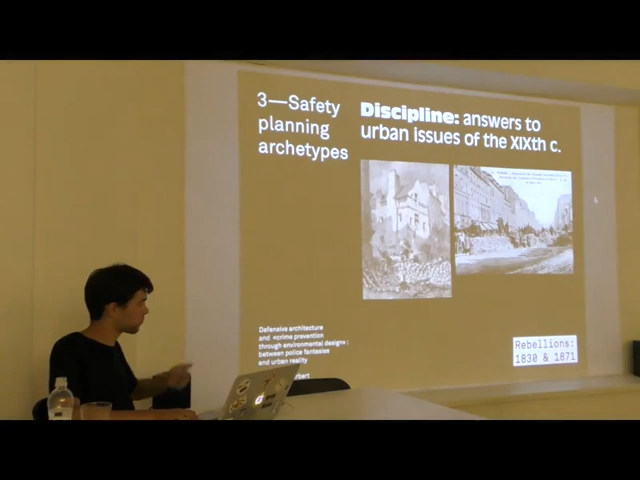 3—Safety
planning
archetypes
Discipline: answers to
urban issues of the XIXth c.
Defensive architecture
and «crime prevention
through environmental design» :
between police fantasies
and urban reality
Rebellions:
1830 & 1871